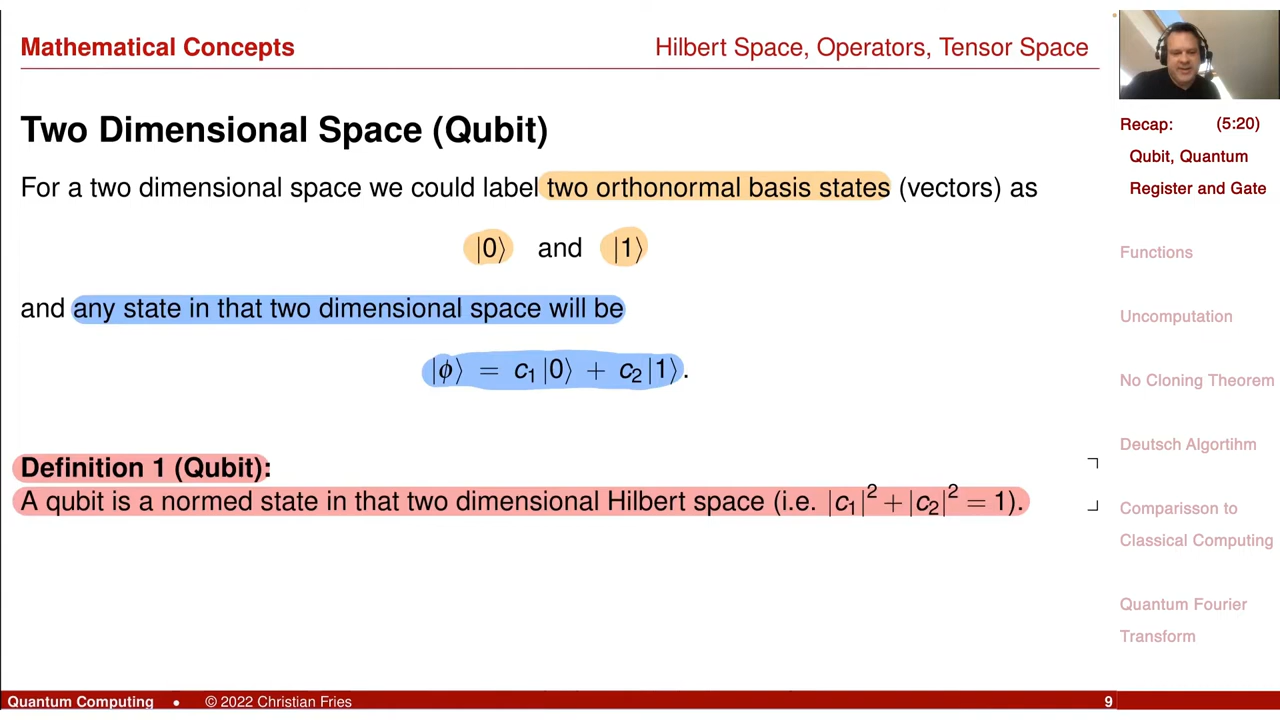 Mathematical Concepts
Hilbert Space, Operators, Tensor Space
Two Dimensional Space (Qubit)
For a two dimensional space we could label two orthonormal basis states (vectors) as
|0⟩ and |1⟩
and any state in that two dimensional space will be
|ϕ⟩ = c₁ |0⟩ + c₂ |1⟩.
Definition 1 (Qubit):
A qubit is a normed state in that two dimensional Hilbert space (i.e. |c₁|² + |c₂|² = 1).
Recap: (5:20)
Qubit, Quantum
Register and Gate
Functions
Uncomputation
No Cloning Theorem
Deutsch Algortihm
Comparisson to
Classical Computing
Quantum Fourier
Transform
Quantum Computing • © 2022 Christian Fries
9